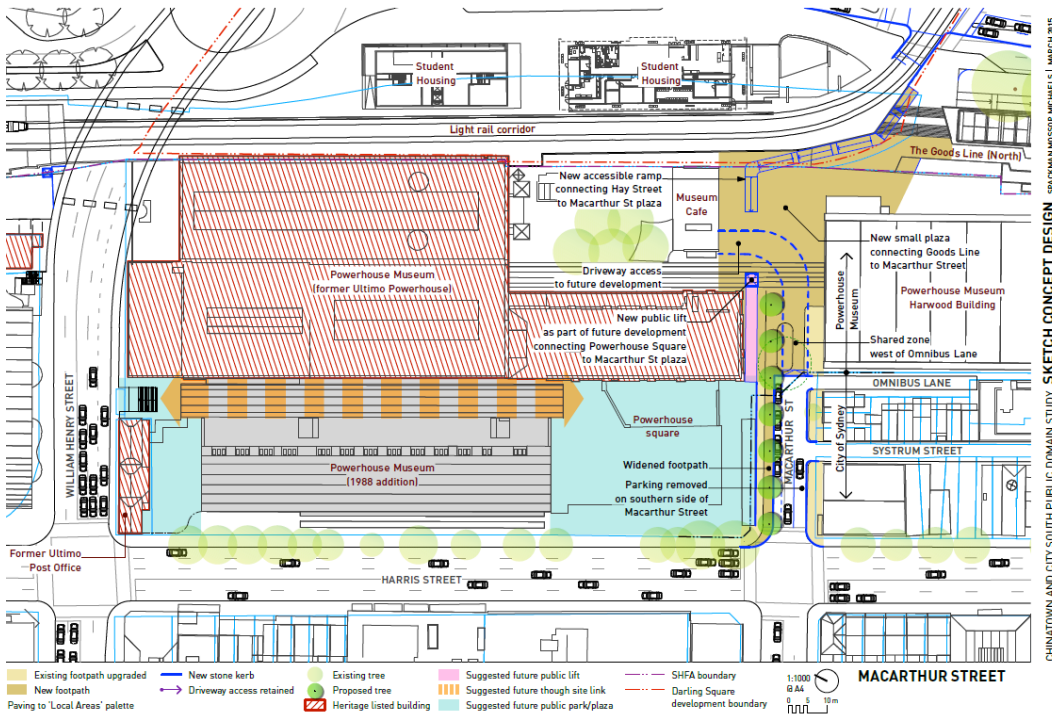 Student
Housing
Student
Housing
Light rail corridor
The Goods Line (North)
New accessible ramp
connecting Hay Street
to Macarthur St plaza
Museum
Cafe
New small plaza
connecting Goods Line
to Macarthur Street
Driveway access
to future development
Powerhouse Museum
(former Ultimo Powerhouse)
Powerhouse
Museum
Powerhouse Museum
Harwood Building
New public lift
as part of future development
connecting Powerhouse Square
to Macarthur St plaza
Shared zone
west of Omnibus Lane
OMNIBUS LANE
WILLIAM HENRY STREET
Powerhouse
square
MACARTHUR ST
City of Sydney
SYSTRUM STREET
Powerhouse Museum
(1988 addition)
Widened footpath
Parking removed
on southern side of
Macarthur Street
Former Ultimo
Post Office
HARRIS STREET
Existing footpath upgraded
New footpath
Paving to 'Local Areas' palette
New stone kerb
Driveway access retained
Existing tree
Proposed tree
Heritage listed building
Suggested future public lift
Suggested future though site link
Suggested future public park/plaza
SHFA boundary
Darling Square
development boundary
1:1000
@ A4
0 5 10 m
MACARTHUR STREET
CHINATOWN AND CITY SOUTH PUBLIC DOMAIN STUDY SKETCH CONCEPT DESIGN SPACKMAN MOSSOP MICHAELS | MARCH 2015